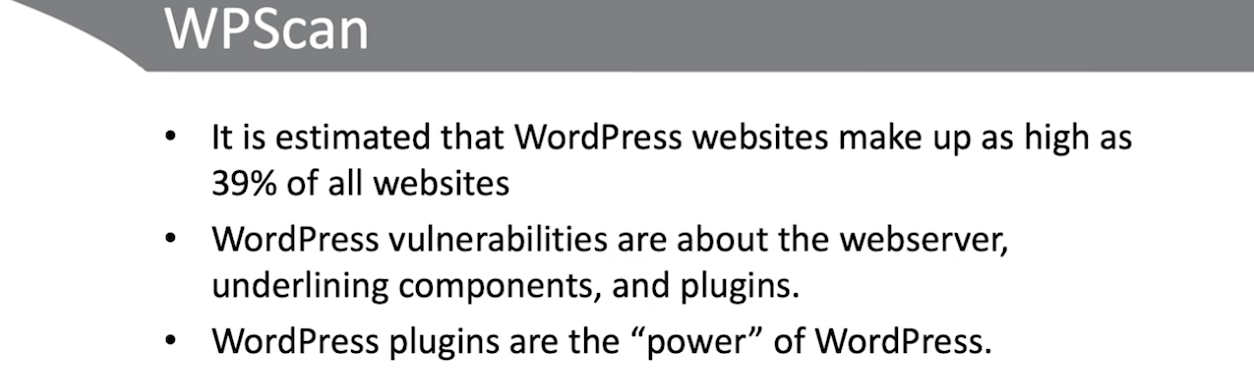 WPScan
• It is estimated that WordPress websites make up as high as
39% of all websites
• WordPress vulnerabilities are about the webserver,
underlining components, and plugins.
• WordPress plugins are the “power” of WordPress.